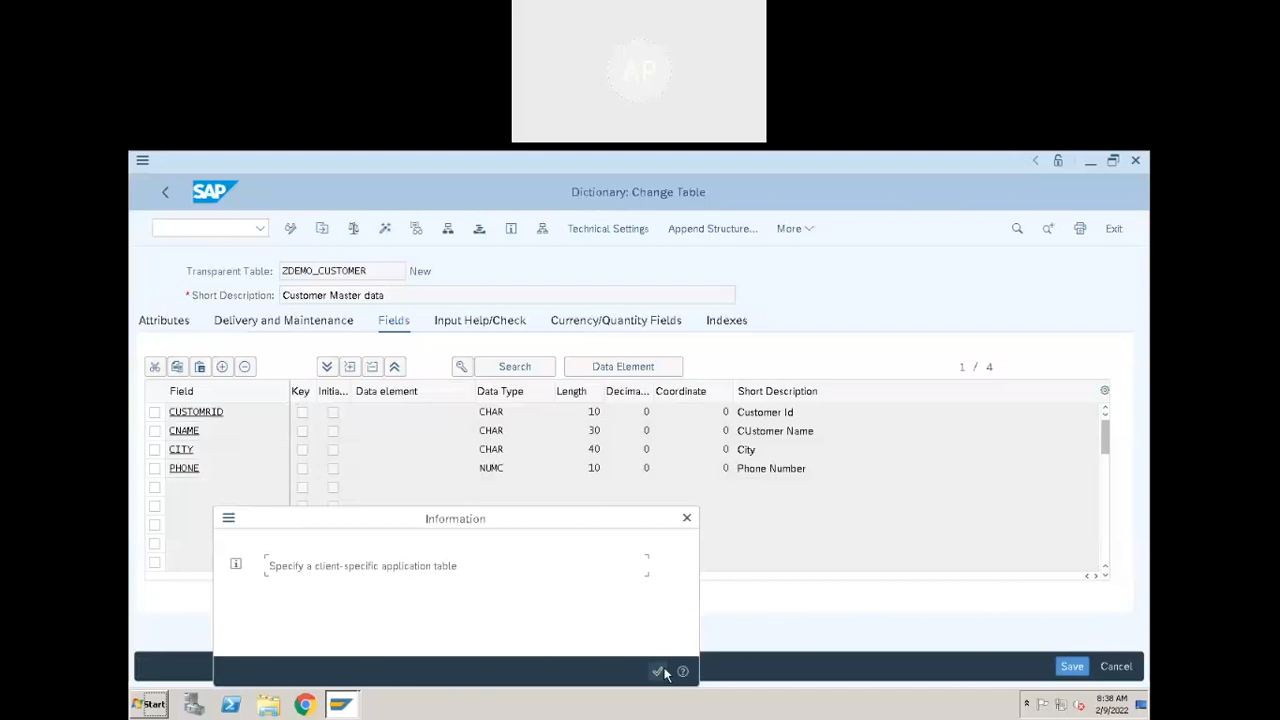 AP
SAP
Dictionary: Change Table
Technical Settings
Append Structure...
More
Exit
Transparent Table:
ZDEMO_CUSTOMER
New
* Short Description:
Customer Master data
Attributes
Delivery and Maintenance
Fields
Input Help/Check
Currency/Quantity Fields
Indexes
Search
Data Element
1 / 4
Field Key Initia... Data element Data Type Length Decima... Coordinate Short Description
CUSTOMRID CHAR 10 0 0 Customer Id
CNAME CHAR 30 0 0 CUstomer Name
CITY CHAR 40 0 0 City
PHONE NUMC 10 0 0 Phone Number
Information
Specify a client-specific application table
Save
Cancel
Start
8:38 AM
2/9/2022